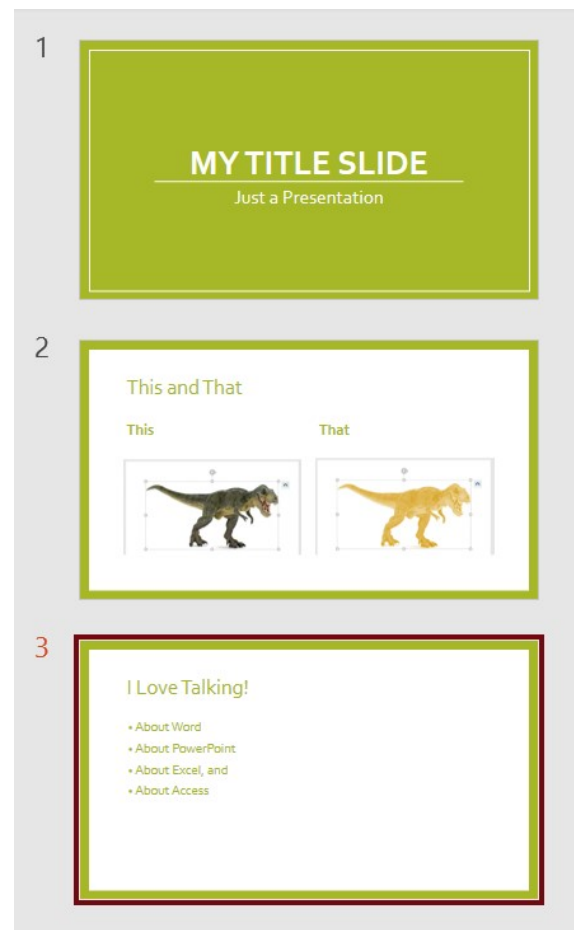 1
MY TITLE SLIDE
Just a Presentation
2
This and That
This That
3
I Love Talking!
• About Word
• About PowerPoint
• About Excel, and
• About Access